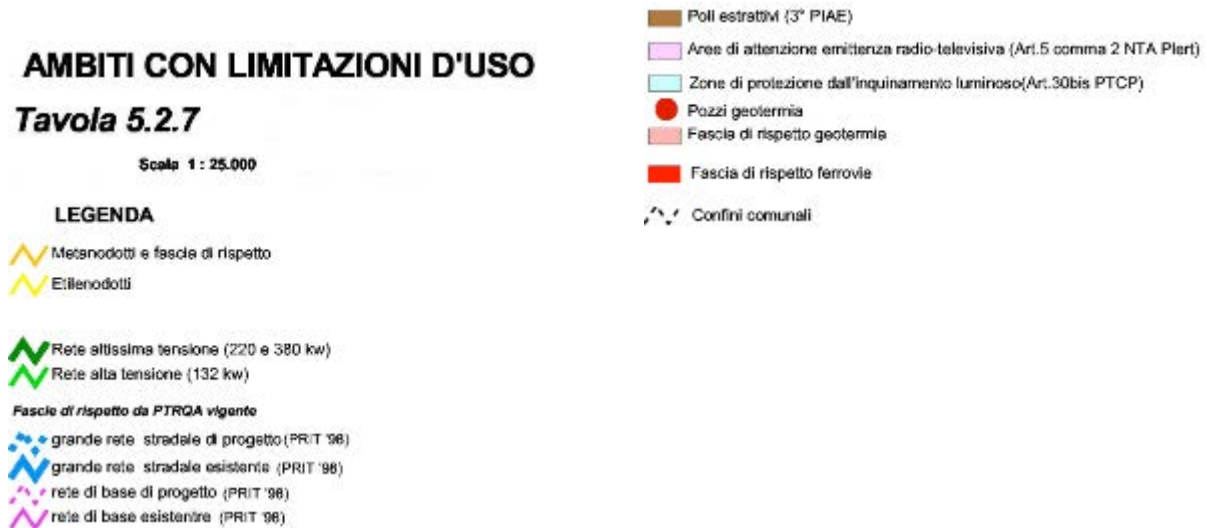 AMBITI CON LIMITAZIONI D'USO
Tavola 5.2.7
Scala 1 : 25.000
LEGENDA
Metanodotti e fascie di rispetto
Etilenodotti
Rete altissima tensione (220 e 380 kw)
Rete alta tensione (132 kw)
Fascie di rispetto da PTRQA vigente
grande rete stradale di progetto (PRIT '98)
grande rete stradale esistente (PRIT '98)
rete di base di progetto (PRIT '98)
rete di base esistentre (PRIT '98)
Poli estrattivi (3° PIAE)
Aree di attenzione emittenza radio-televisiva (Art.5 comma 2 NTA Plert)
Zone di protezione dall'inquinamento luminoso(Art.30bis PTCP)
Pozzi geotermia
Fascia di rispetto geotermia
Fascia di rispetto ferrovie
Confini comunali